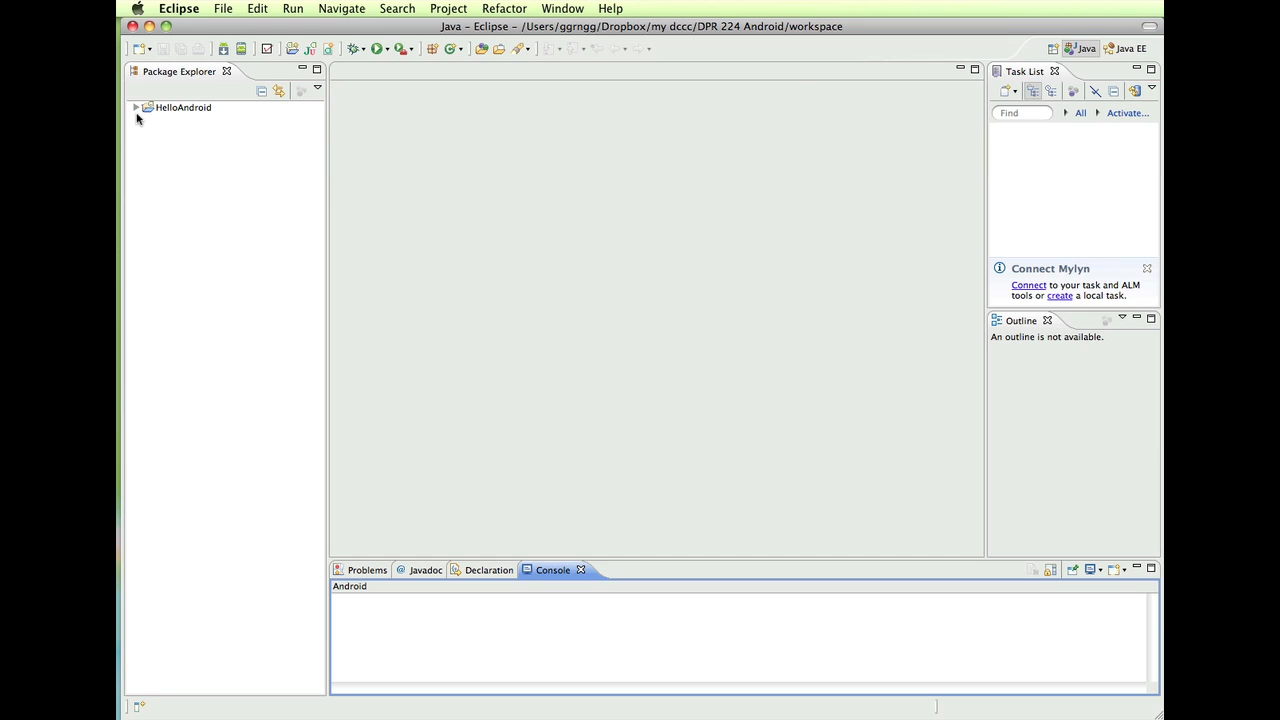 Eclipse File Edit Run Navigate Search Project Refactor Window Help
Java - Eclipse - /Users/ggrngg/Dropbox/my dccc/DPR 224 Android/workspace
Java Java EE
Package Explorer
HelloAndroid
Task List
Find All Activate...
Connect Mylyn
Connect to your task and ALM
tools or create a local task.
Outline
An outline is not available.
Problems @ Javadoc Declaration Console
Android